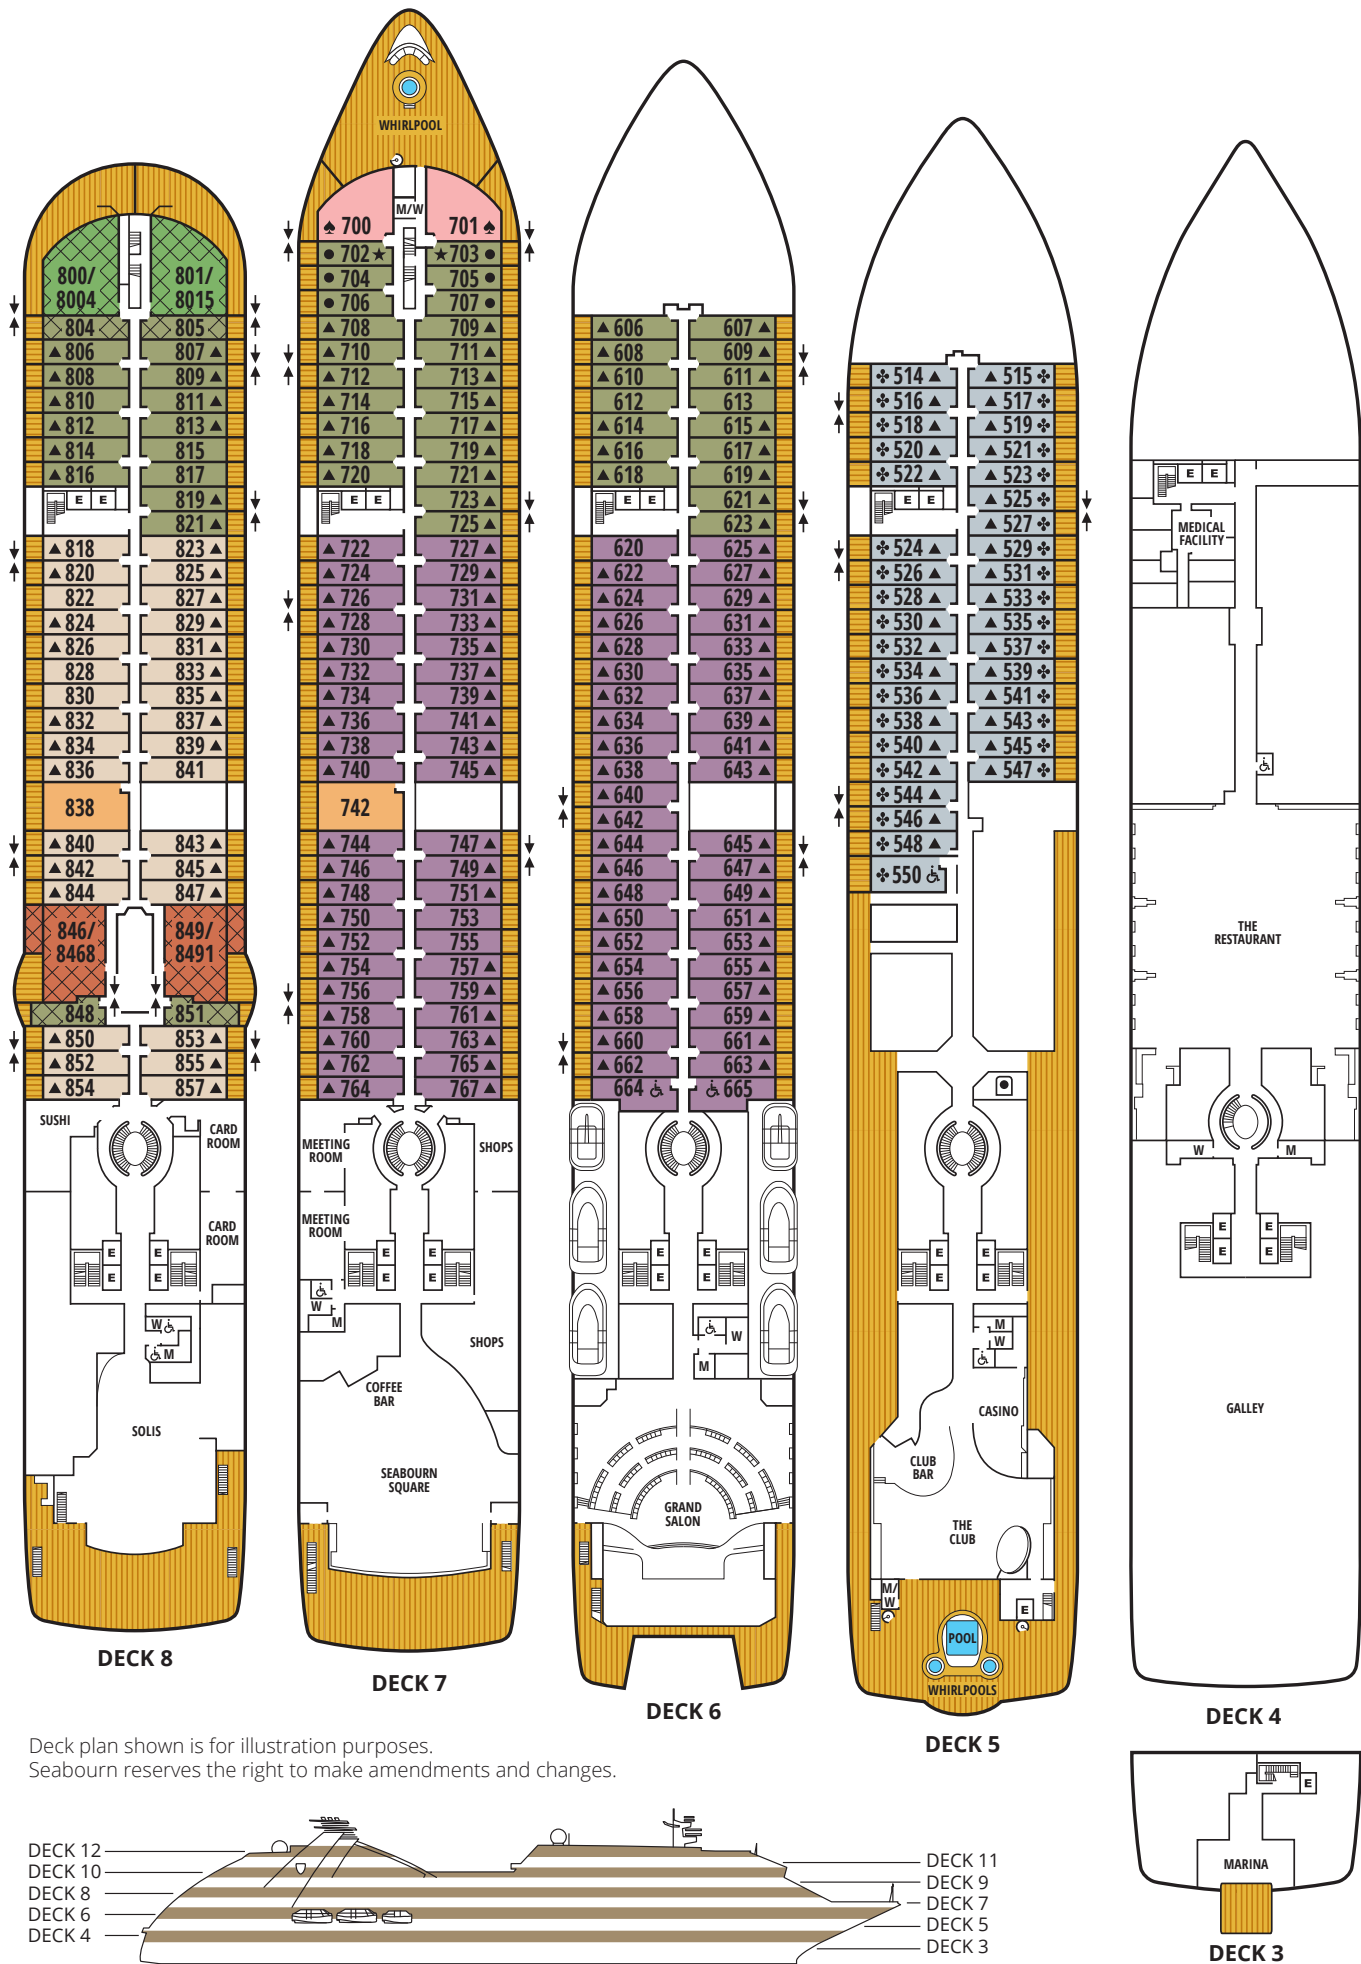 800/
8004
801/
8015
804 805
806 807
808 809
810 811
812 813
814 815
816 817
E E 819
821
818 823
820 825
822 827
824 829
826 831
828 833
830 835
832 837
834 839
836 841
838
840 843
842 845
844 847
846/
8468
849/
8491
848 851
850 853
852 855
854 857
SUSHI
CARD
ROOM
CARD
ROOM
E E
E E
W
M
SOLIS
DECK 8
WHIRLPOOL
M/W
700 701
702 703
704 705
706 707
708 709
710 711
712 713
714 715
716 717
718 719
720 721
E E 723
725
722 727
724 729
726 731
728 733
730 735
732 737
734 739
736 741
738 743
740 745
742
744 747
746 749
748 751
750 753
752 755
754 757
756 759
758 761
760 763
762 765
764 767
MEETING
ROOM
SHOPS
MEETING
ROOM
E E
E E
W
M
SHOPS
COFFEE
BAR
SEABOURN
SQUARE
DECK 7
606 607
608 609
610 611
612 613
614 615
616 617
618 619
E E 621
623
620 625
622 627
624 629
626 631
628 633
630 635
632 637
634 639
636 641
638 643
640
642
644 645
646 647
648 649
650 651
652 653
654 655
656 657
658 659
660 661
662 663
664 665
E E
E E
W
M
GRAND
SALON
DECK 6
514 515
516 517
518 519
520 521
522 523
E E 525
527
524 529
526 531
528 533
530 535
532 537
534 539
536 541
538 543
540 545
542 547
544
546
548
550
E E
E E
M
W
CASINO
CLUB
BAR
THE
CLUB
M/
W
E
POOL
WHIRLPOOLS
DECK 5
E E
MEDICAL
FACILITY
THE
RESTAURANT
W M
E E
E E
GALLEY
DECK 4
E
MARINA
DECK 3
Deck plan shown is for illustration purposes.
Seabourn reserves the right to make amendments and changes.
DECK 12
DECK 10
DECK 8
DECK 6
DECK 4
DECK 11
DECK 9
DECK 7
DECK 5
DECK 3